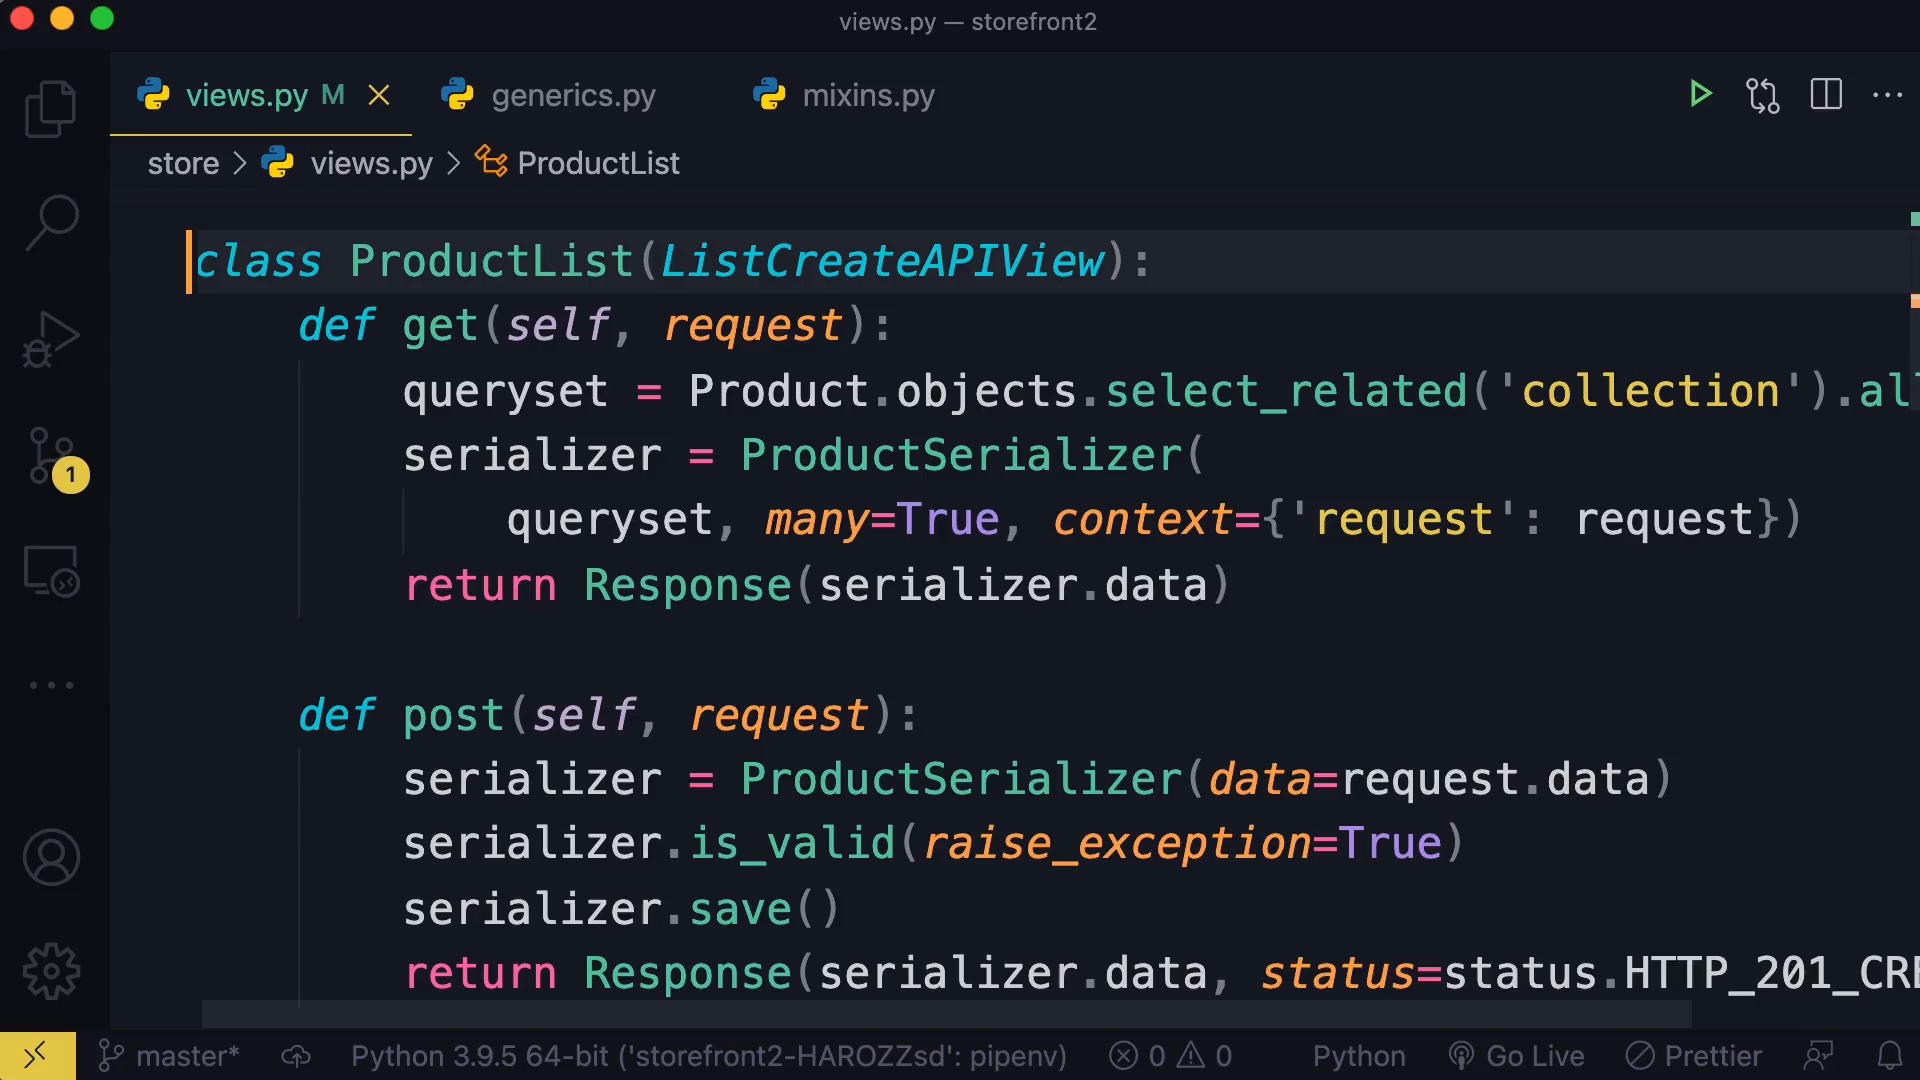 views.py — storefront2
views.py M generics.py mixins.py
store > views.py > ProductList
class ProductList(ListCreateAPIView):
def get(self, request):
queryset = Product.objects.select_related('collection').al
serializer = ProductSerializer(
queryset, many=True, context={'request': request})
return Response(serializer.data)
def post(self, request):
serializer = ProductSerializer(data=request.data)
serializer.is_valid(raise_exception=True)
serializer.save()
return Response(serializer.data, status=status.HTTP_201_CRE
1
master* Python 3.9.5 64-bit ('storefront2-HAROZZsd': pipenv) 0 0 Python Go Live Prettier